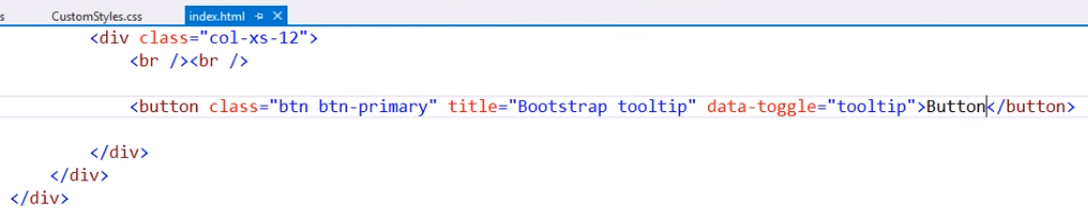 s CustomStyles.css index.html
<div class="col-xs-12">
<br /><br />
<button class="btn btn-primary" title="Bootstrap tooltip" data-toggle="tooltip">Button</button>
</div>
</div>
</div>